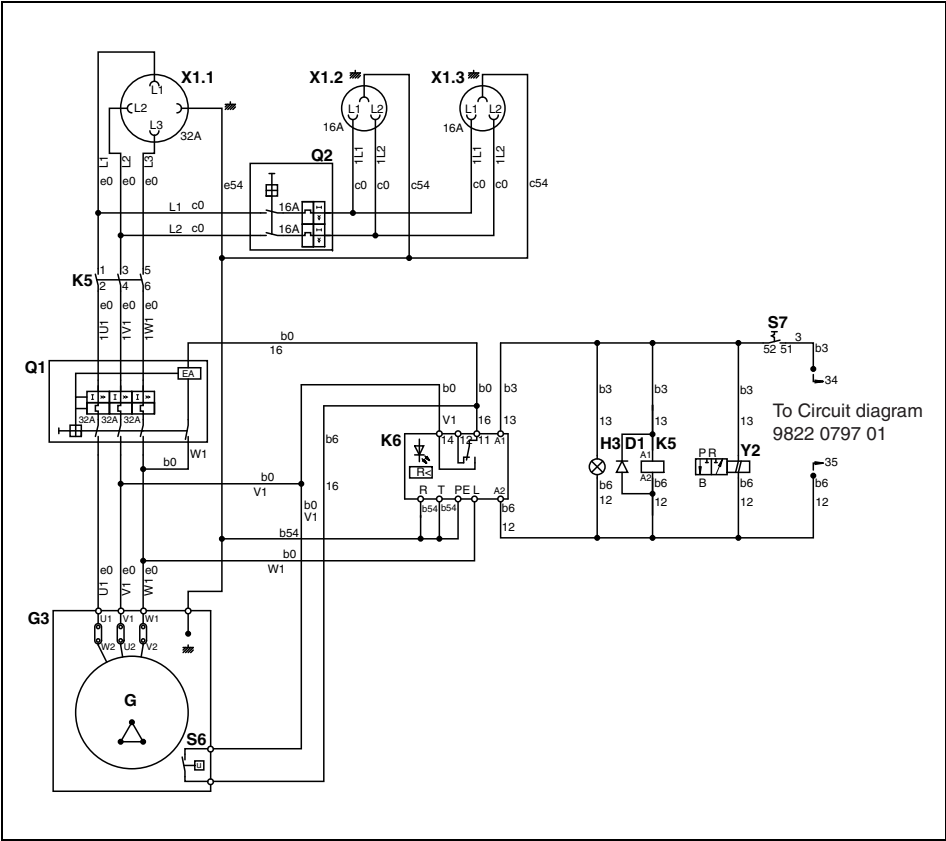 X1.1 X1.2 X1.3
L1
L2
L3
32A
L1 L2
16A
L1 L2
16A
L1 L2 L3
e0 e0 e0
e54
Q2
1L1 1L2
c0 c0
c54
1L1 1L2
c0 c0
c54
L1 c0
16A I
L2 c0
16A I
K5
1 3 5
2 4 6
e0 e0 e0
1U1 1V1 1W1
S7
52 51 3
b3
34
b0
16
Q1
EA
I > I > I >
32A 32A 32A
W1
b0
V1
b0
b0
V1
b6
16
b0 b0 b3
V1 16 13
K6
14 12 11 A1
R<
R T PE L A2
b54 b54
b6
12
b54
b0
W1
b3
13
H3
b6
12
D1
b3
13
K5
A1
A2
b6
12
b3
13
P R
B
Y2
b6
12
To Circuit diagram
9822 0797 01
35
b6
12
e0 e0 e0
U1 V1 W1
G3
U1 V1 W1
W2 U2 V2
G
S6
u